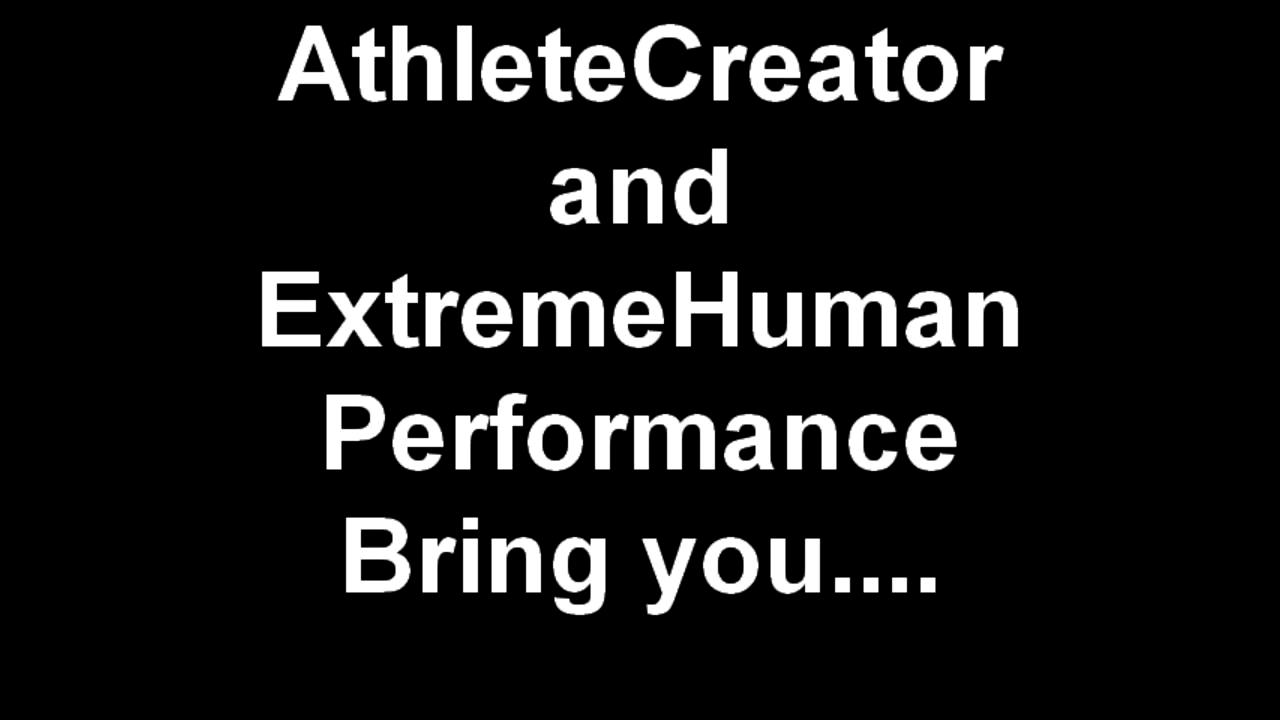 AthleteCreator
and
ExtremeHuman
Performance
Bring you....